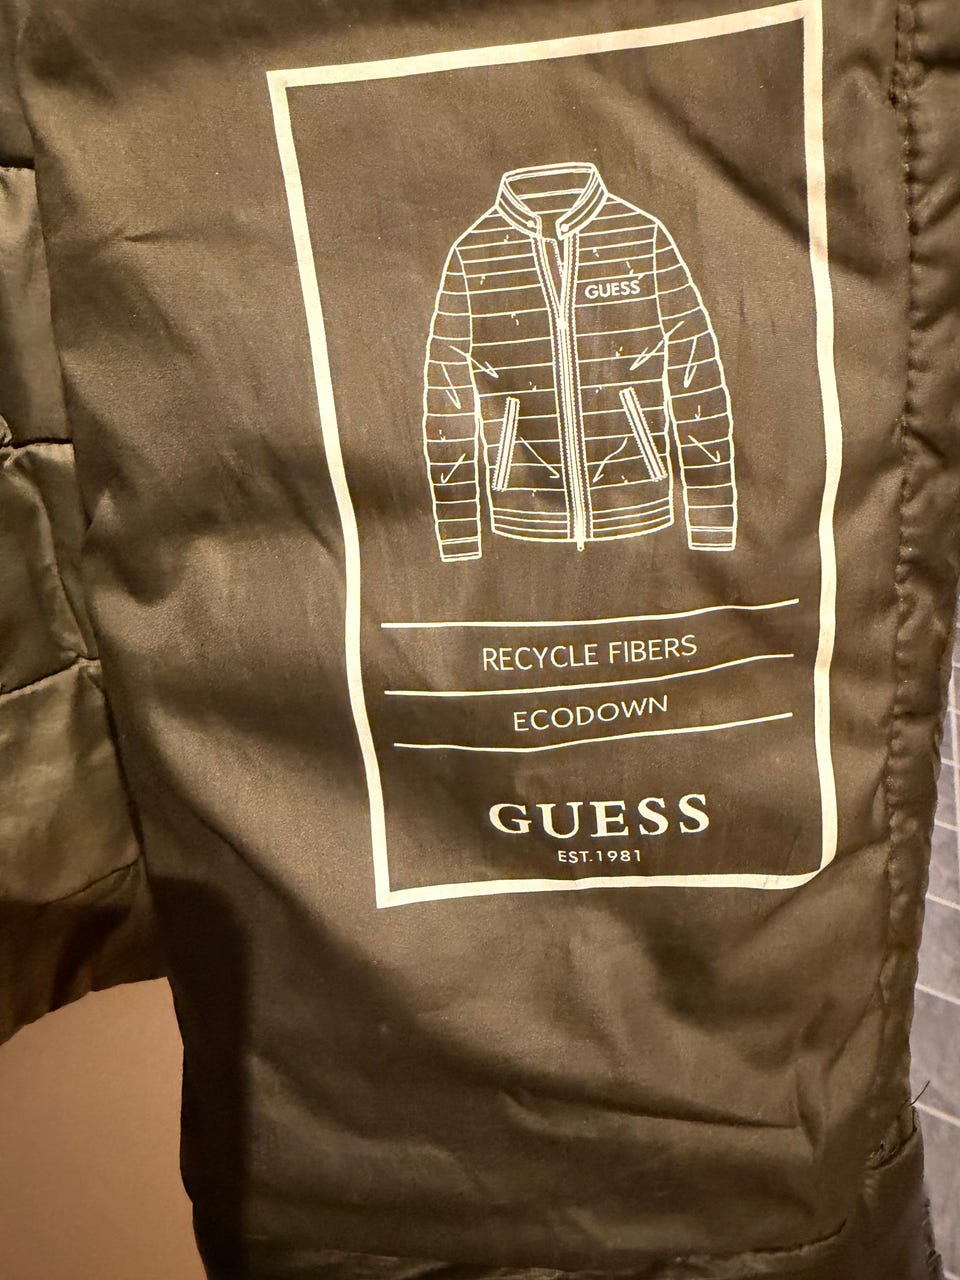 GUESS
RECYCLE FIBERS
ECODOWN
GUESS
EST.1981